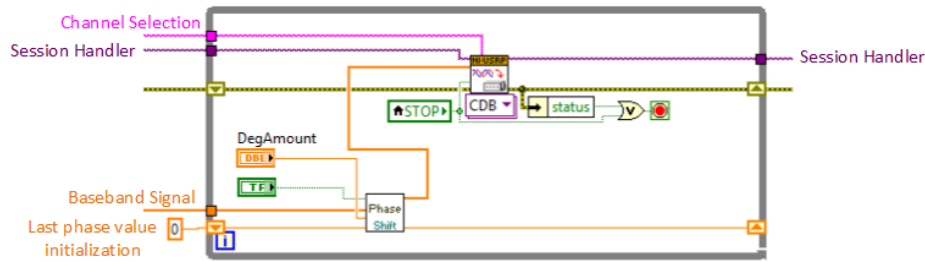 Channel Selection
Session Handler
Session Handler
NI-USRP
STOP
CDB
status
V
DegAmount
DBL
TF
Baseband Signal
Phase
Shift
Last phase value
initialization
0
i